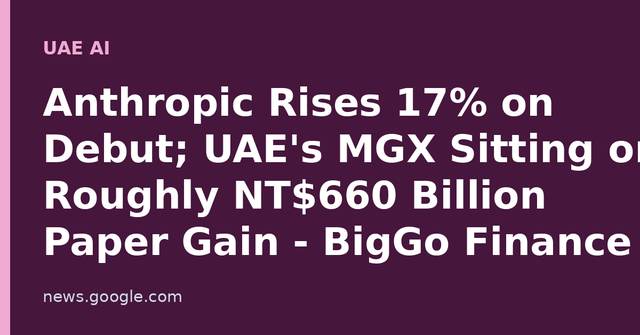 UAE AI
Anthropic Rises 17% on
Debut; UAE's MGX Sitting
Roughly NT$660 Billion
Paper Gain - BigGo Finance
news.google.com